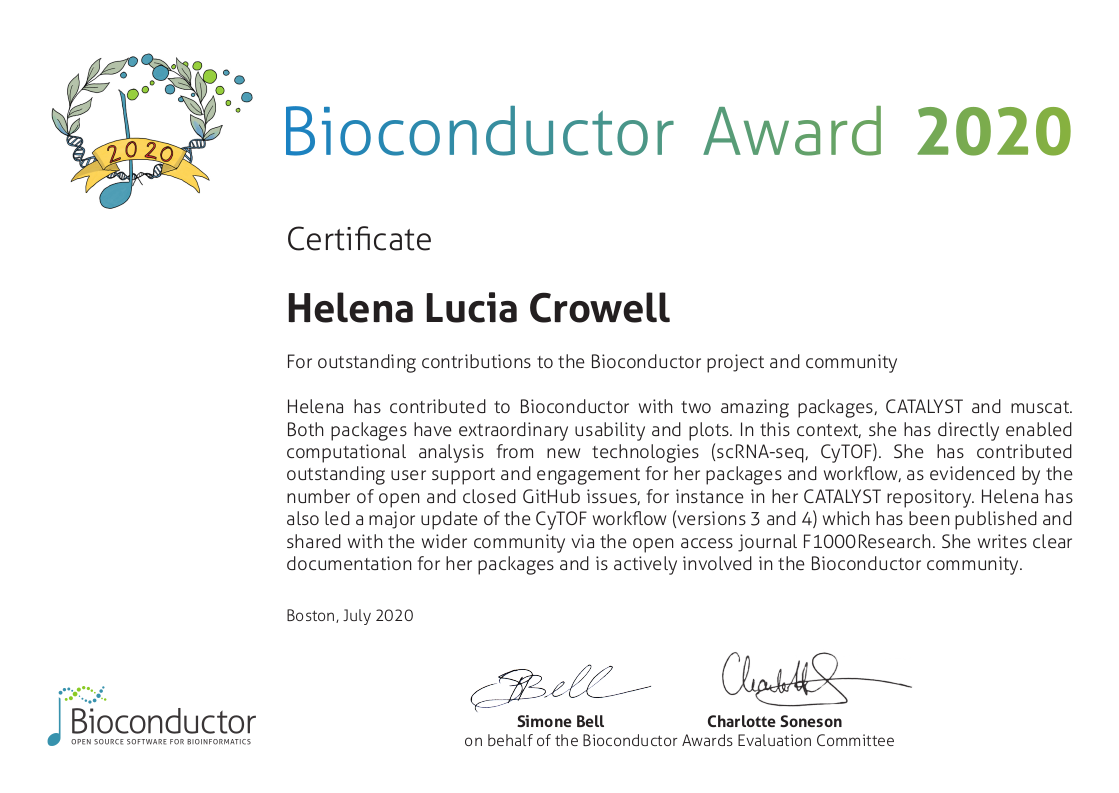 2020
Bioconductor Award 2020
Certificate
Helena Lucia Crowell
For outstanding contributions to the Bioconductor project and community
Helena has contributed to Bioconductor with two amazing packages, CATALYST and muscat.
Both packages have extraordinary usability and plots. In this context, she has directly enabled
computational analysis from new technologies (scRNA-seq, CyTOF). She has contributed
outstanding user support and engagement for her packages and workflow, as evidenced by the
number of open and closed GitHub issues, for instance in her CATALYST repository. Helena has
also led a major update of the CyTOF workflow (versions 3 and 4) which has been published and
shared with the wider community via the open access journal F1000Research. She writes clear
documentation for her packages and is actively involved in the Bioconductor community.
Boston, July 2020
SBell
Charlotte S
Simone Bell
Charlotte Soneson
on behalf of the Bioconductor Awards Evaluation Committee
Bioconductor
OPEN SOURCE SOFTWARE FOR BIOINFORMATICS